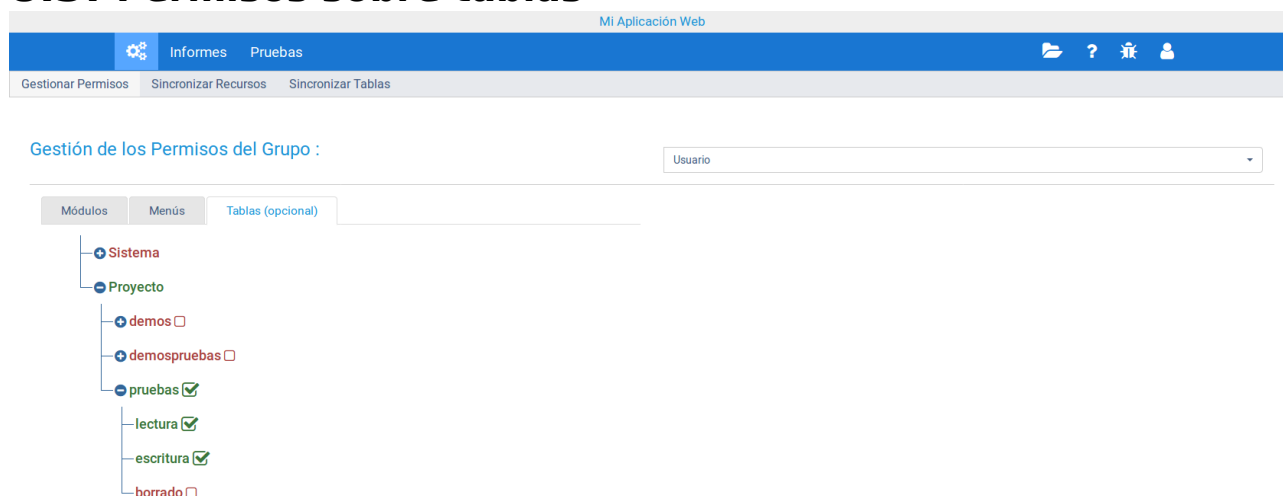 Mi Aplicación Web
Informes Pruebas ?
Gestionar Permisos Sincronizar Recursos Sincronizar Tablas
Gestión de los Permisos del Grupo :
Usuario
Módulos Menús Tablas (opcional)
Sistema
Proyecto
demos
demospruebas
pruebas
lectura
escritura
borrado